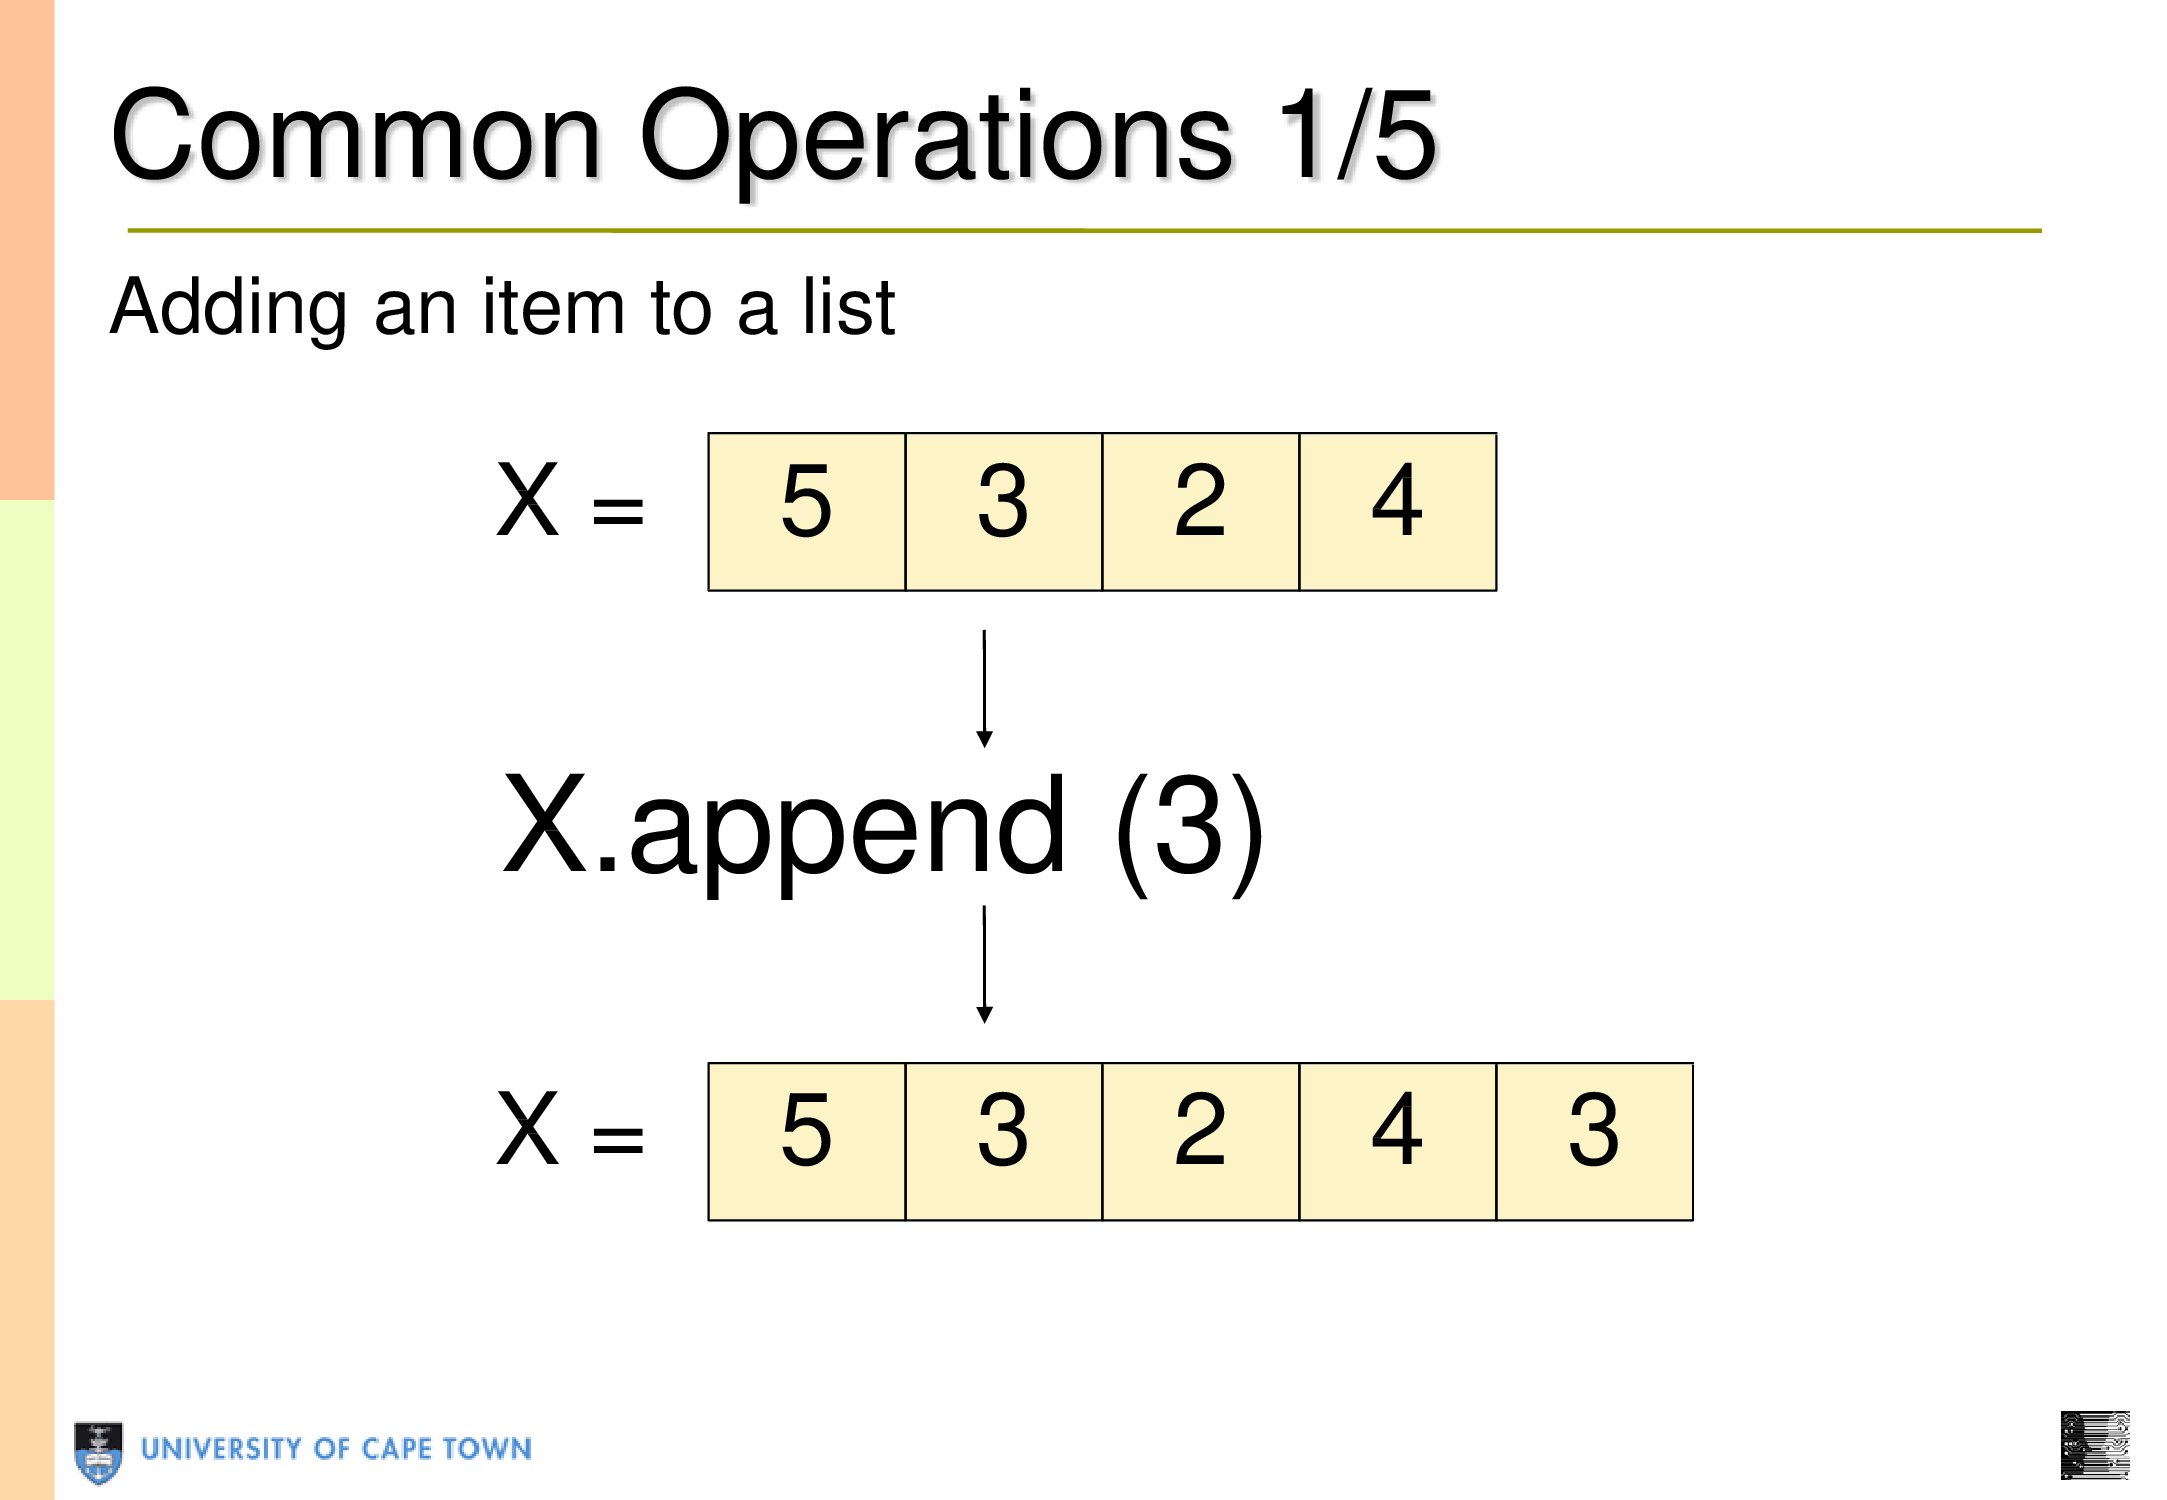 Common Operations 1/5
Adding an item to a list
X = 5 3 2 4
X.append (3)
X = 5 3 2 4 3
UNIVERSITY OF CAPE TOWN